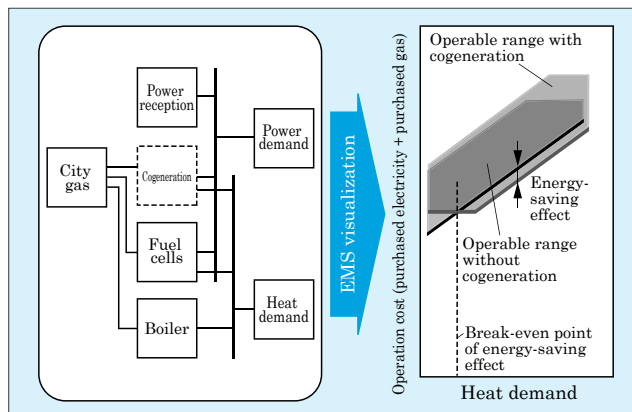 Power
reception
City
gas
Cogeneration
Fuel
cells
Boiler
Power
demand
Heat
demand
EMS visualization
Operation cost (purchased electricity + purchased gas)
Operable range with
cogeneration
Energy-
saving
effect
Operable range
without
cogeneration
Break-even point
of energy-saving
effect
Heat demand